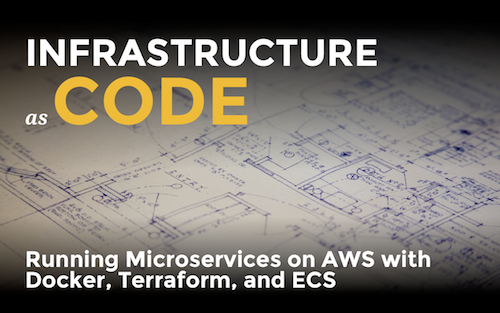 INFRASTRUCTURE
as CODE
Running Microservices on AWS with
Docker, Terraform, and ECS